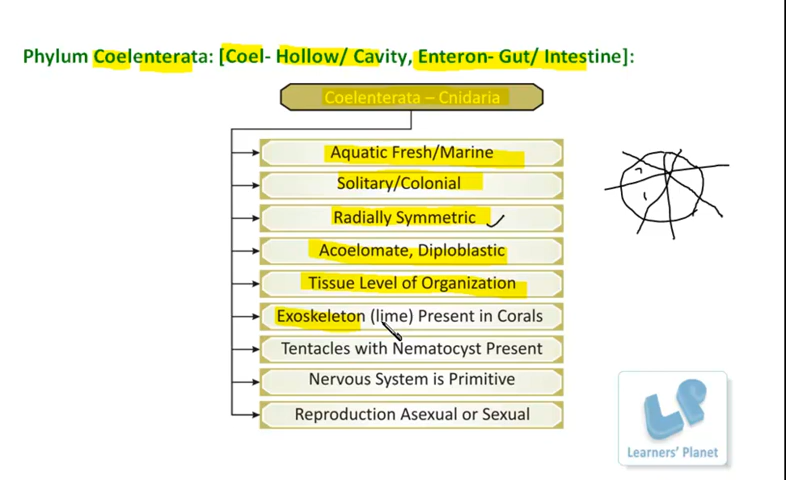 Phylum Coelenterata: [Coel- Hollow/ Cavity, Enteron- Gut/ Intestine]:
Coelenterata – Cnidaria
Aquatic Fresh/Marine
Solitary/Colonial
Radially Symmetric
Acoelomate, Diploblastic
Tissue Level of Organization
Exoskeleton (lime) Present in Corals
Tentacles with Nematocyst Present
Nervous System is Primitive
Reproduction Asexual or Sexual
LP
Learners' Planet